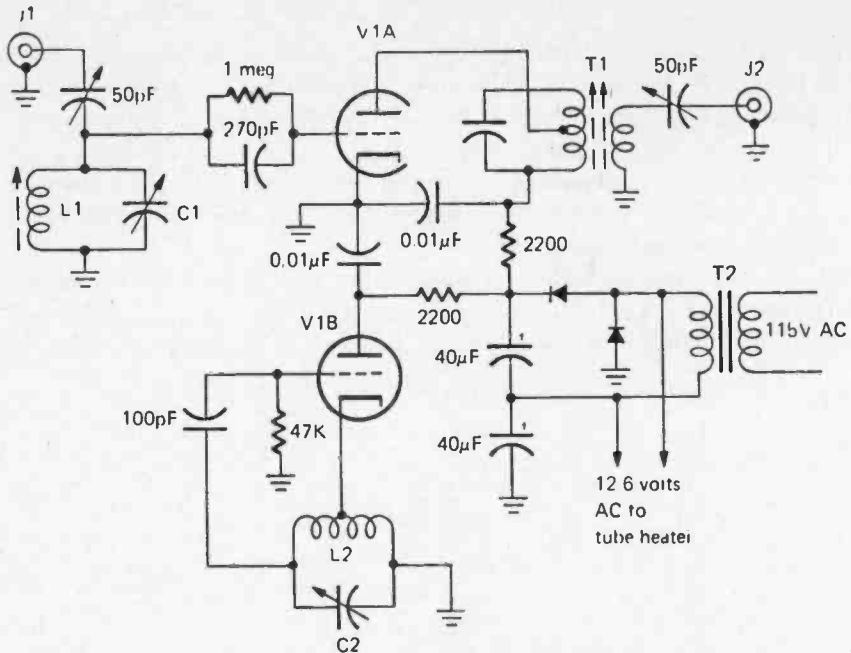 J1
V1A
T1
50pF
J2
1 meg
50pF
270pF
L1
C1
0.01µF
0.01µF
2200
T2
2200
V1B
115V AC
40µF
100pF
47K
40µF
12 6 volts
AC to
tube heater
L2
C2